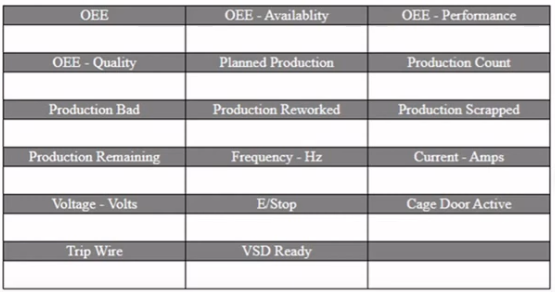 OEE OEE - Availablity OEE - Performance
OEE - Quality Planned Production Production Count
Production Bad Production Reworked Production Scrapped
Production Remaining Frequency - Hz Current - Amps
Voltage - Volts E/Stop Cage Door Active
Trip Wire VSD Ready